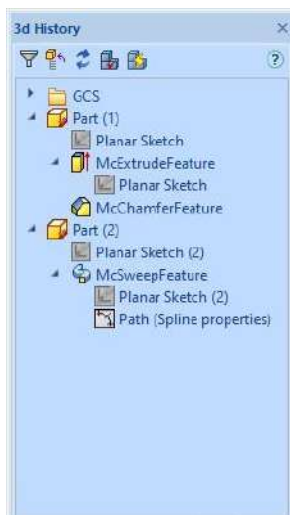 3d History
GCS
Part (1)
Planar Sketch
McExtrudeFeature
Planar Sketch
McChamferFeature
Part (2)
Planar Sketch (2)
McSweepFeature
Planar Sketch (2)
Path (Spline properties)